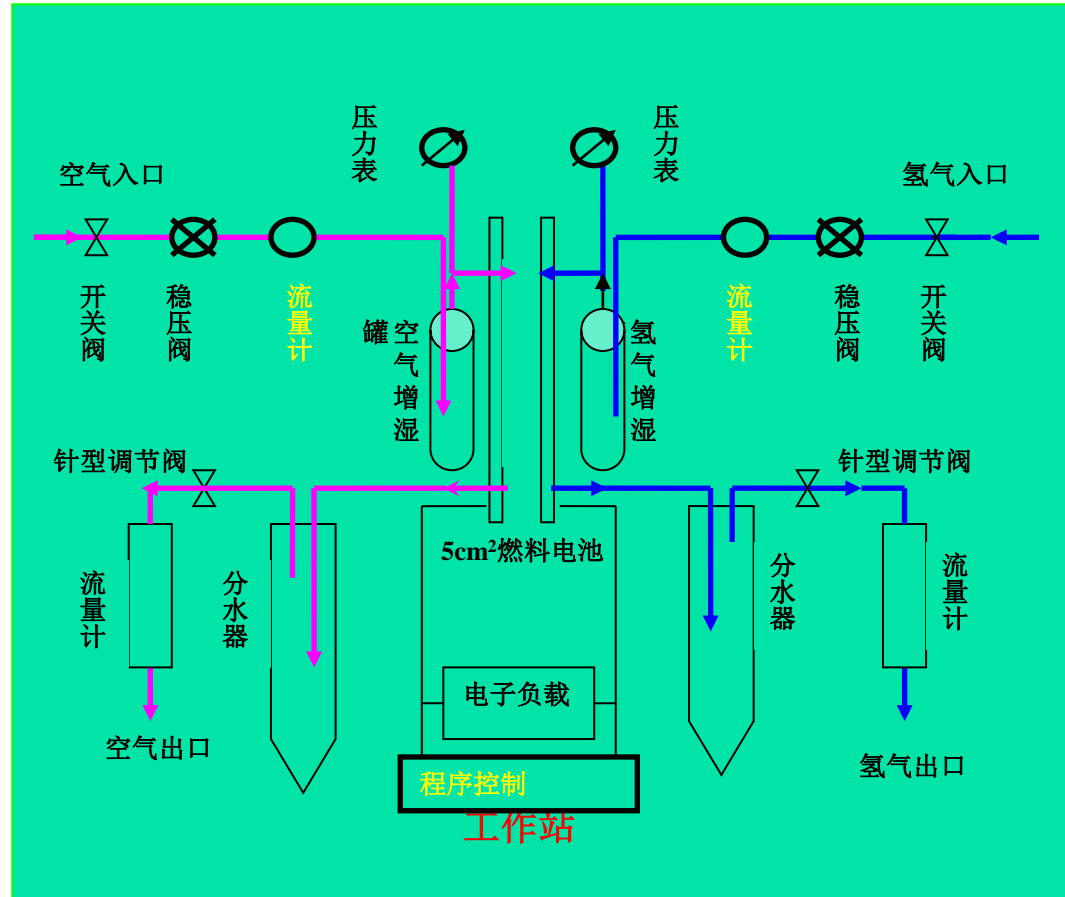 压力表
压力表
空气入口
氢气入口
开关阀
稳压阀
流量计
流量计
稳压阀
开关阀
罐空气增湿
氢气增湿
针型调节阀
针型调节阀
5cm²燃料电池
流量计
分水器
分水器
流量计
电子负载
空气出口
氢气出口
程序控制
工作站